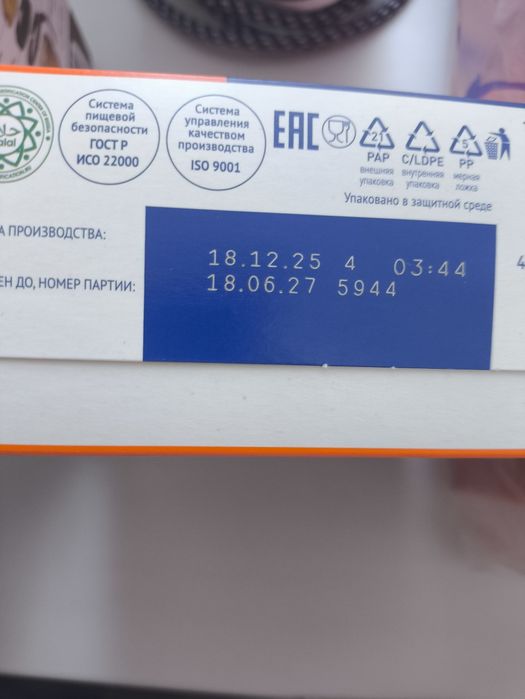 Система
пищевой
безопасности
ГОСТ Р
ИСО 22000
Система
управления
качеством
производства
ISO 9001
EAC
21
PAP
внешняя
упаковка
4
C/LDPE
внутренняя
упаковка
5
PP
мерная
ложка
Упаковано в защитной среде
А ПРОИЗВОДСТВА:
18.12.25 4 03:44
ЕН ДО, НОМЕР ПАРТИИ:
18.06.27 5944